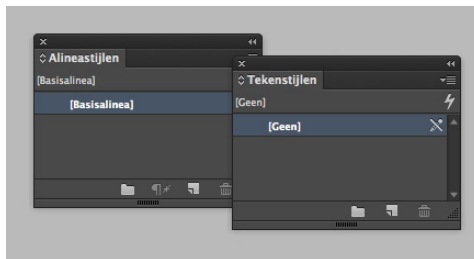 Alineastijlen
[Basisalinea]
[Basisalinea]
Tekenstijlen
[Geen]
[Geen]